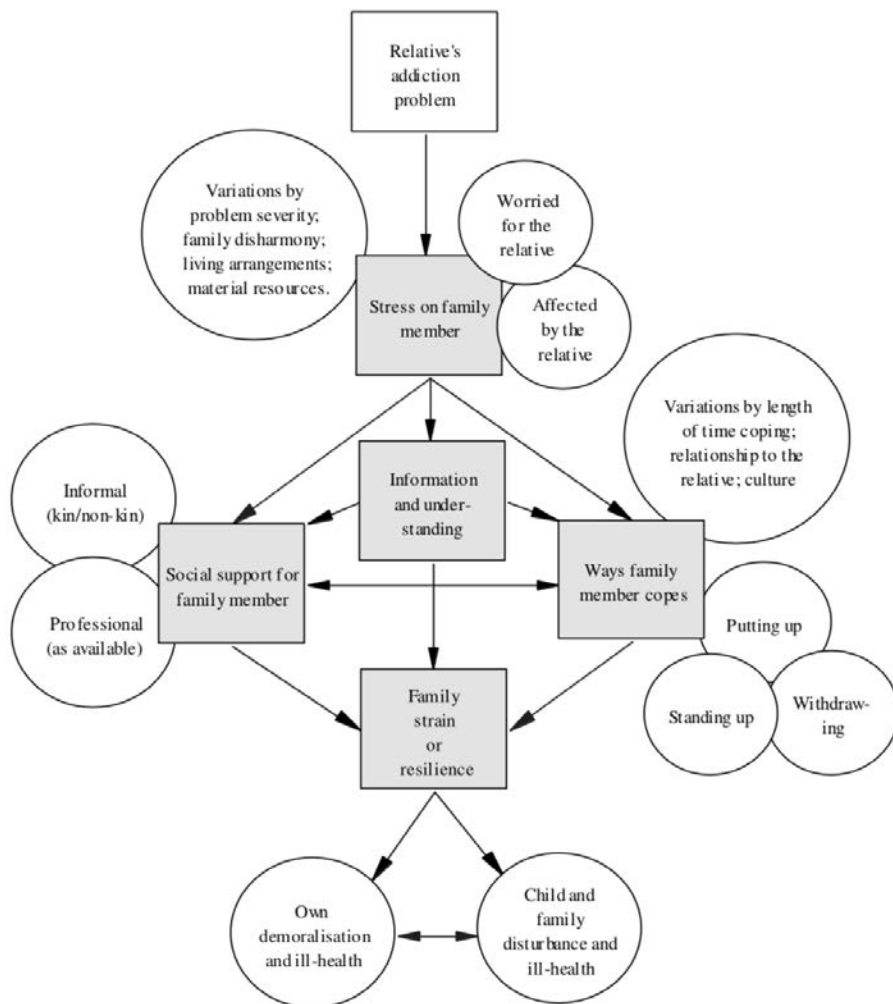 Relative's
addiction
problem
Variations by
problem severity;
family disharmony;
living arrangements;
material resources.
Worried
for the
relative
Stress on family
member
Affected
by the
relative
Variations by length
of time coping;
relationship to the
relative; culture
Informal
(kin/non-kin)
Information
and under-
standing
Social support for
family member
Ways family
member copes
Professional
(as available)
Putting up
Standing up
Withdraw-
ing
Family
strain
or
resilience
Own
demoralisation
and ill-health
Child and
family
disturbance and
ill-health